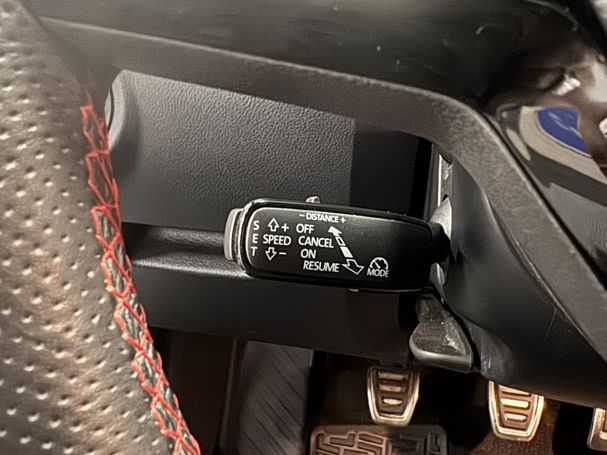 - DISTANCE +
S E T
+ SPEED -
OFF
CANCEL
ON
RESUME
MODE